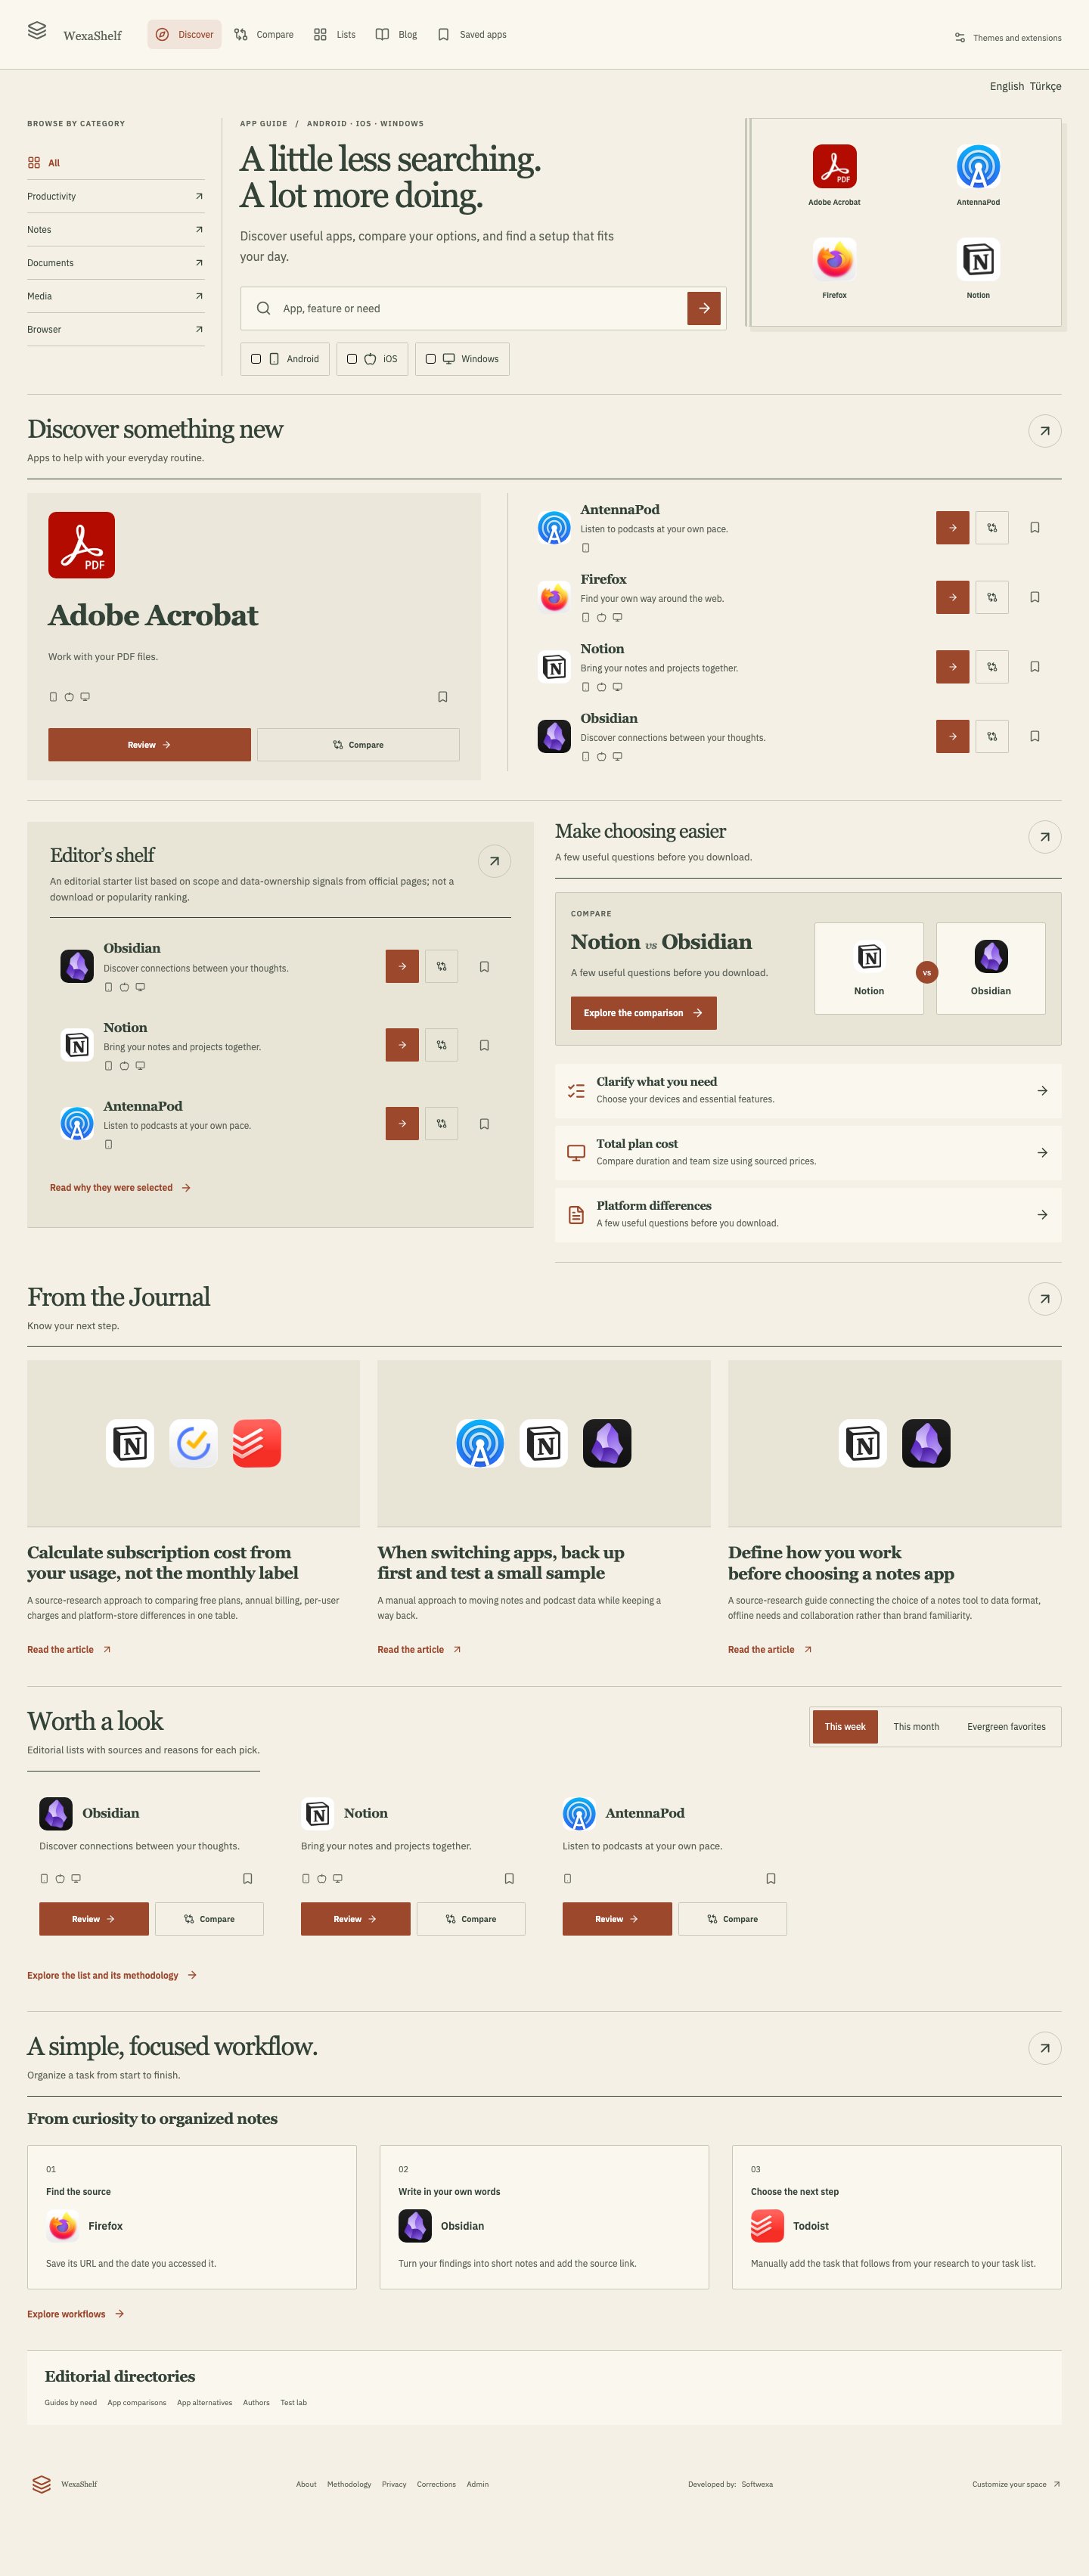 WexaShelf
Discover
Compare
Lists
Blog
Saved apps
Themes and extensions
English Türkçe
BROWSE BY CATEGORY
All
Productivity
Notes
Documents
Media
Browser
APP GUIDE / ANDROID · IOS · WINDOWS
A little less searching.
A lot more doing.
Discover useful apps, compare your options, and find a setup that fits
your day.
App, feature or need
Android
iOS
Windows
PDF
Adobe Acrobat
AntennaPod
Firefox
Notion
Discover something new
Apps to help with your everyday routine.
PDF
Adobe Acrobat
Work with your PDF files.
Review
Compare
AntennaPod
Listen to podcasts at your own pace.
Firefox
Find your own way around the web.
Notion
Bring your notes and projects together.
Obsidian
Discover connections between your thoughts.
Editor's shelf
An editorial starter list based on scope and data-ownership signals from official pages; not a
download or popularity ranking.
Obsidian
Discover connections between your thoughts.
Notion
Bring your notes and projects together.
AntennaPod
Listen to podcasts at your own pace.
Read why they were selected
Make choosing easier
A few useful questions before you download.
COMPARE
Notion vs Obsidian
A few useful questions before you download.
Explore the comparison
Notion
VS
Obsidian
Clarify what you need
Choose your devices and essential features.
Total plan cost
Compare duration and team size using sourced prices.
Platform differences
A few useful questions before you download.
From the Journal
Know your next step.
Calculate subscription cost from
your usage, not the monthly label
A source-research approach to comparing free plans, annual billing, per-user
charges and platform-store differences in one table.
Read the article
When switching apps, back up
first and test a small sample
A manual approach to moving notes and podcast data while keeping a
way back.
Read the article
Define how you work
before choosing a notes app
A source-research guide connecting the choice of a notes tool to data format,
offline needs and collaboration rather than brand familiarity.
Read the article
Worth a look
Editorial lists with sources and reasons for each pick.
This week
This month
Evergreen favorites
Obsidian
Discover connections between your thoughts.
Review
Compare
Notion
Bring your notes and projects together.
Review
Compare
AntennaPod
Listen to podcasts at your own pace.
Review
Compare
Explore the list and its methodology
A simple, focused workflow.
Organize a task from start to finish.
From curiosity to organized notes
01
Find the source
Firefox
Save its URL and the date you accessed it.
02
Write in your own words
Obsidian
Turn your findings into short notes and add the source link.
03
Choose the next step
Todoist
Manually add the task that follows from your research to your task list.
Explore workflows
Editorial directories
Guides by need
App comparisons
App alternatives
Authors
Test lab
WexaShelf
About
Methodology
Privacy
Corrections
Admin
Developed by: Softwexa
Customize your space